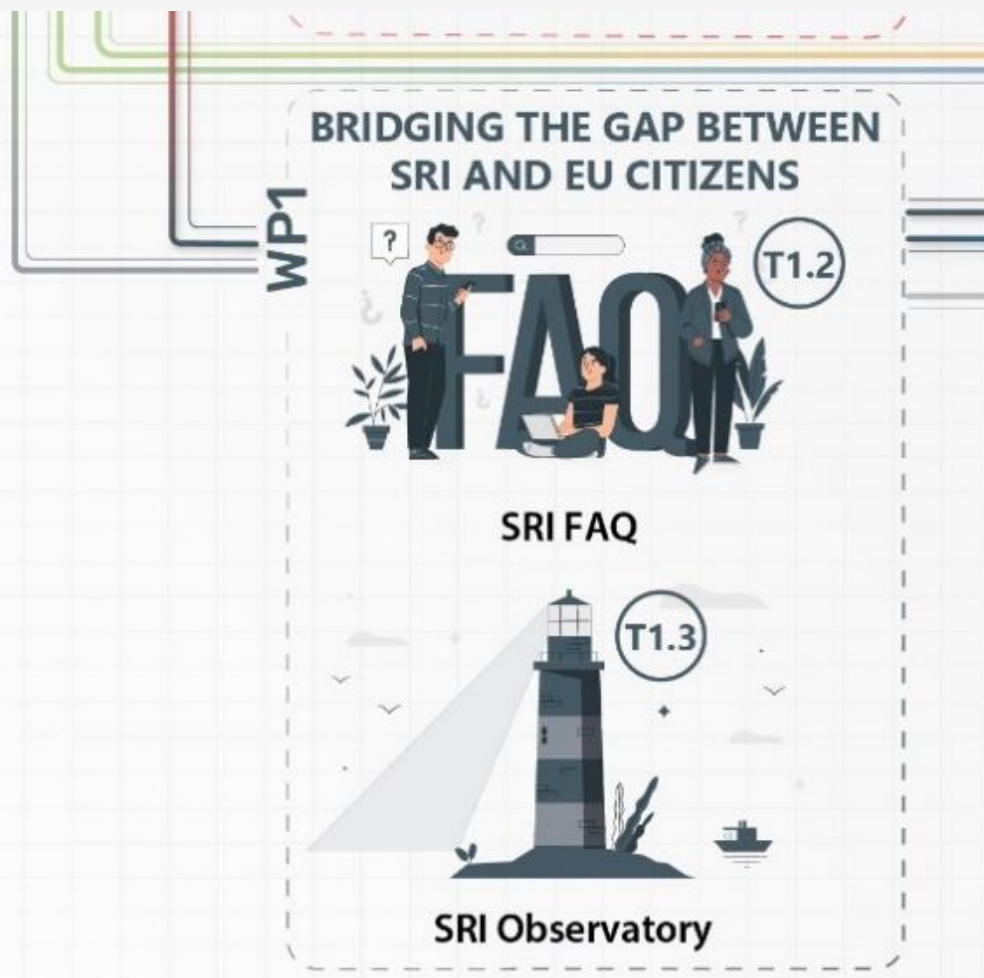 BRIDGING THE GAP BETWEEN
SRI AND EU CITIZENS
WP1
?
T1.2
FAQ
SRI FAQ
T1.3
SRI Observatory